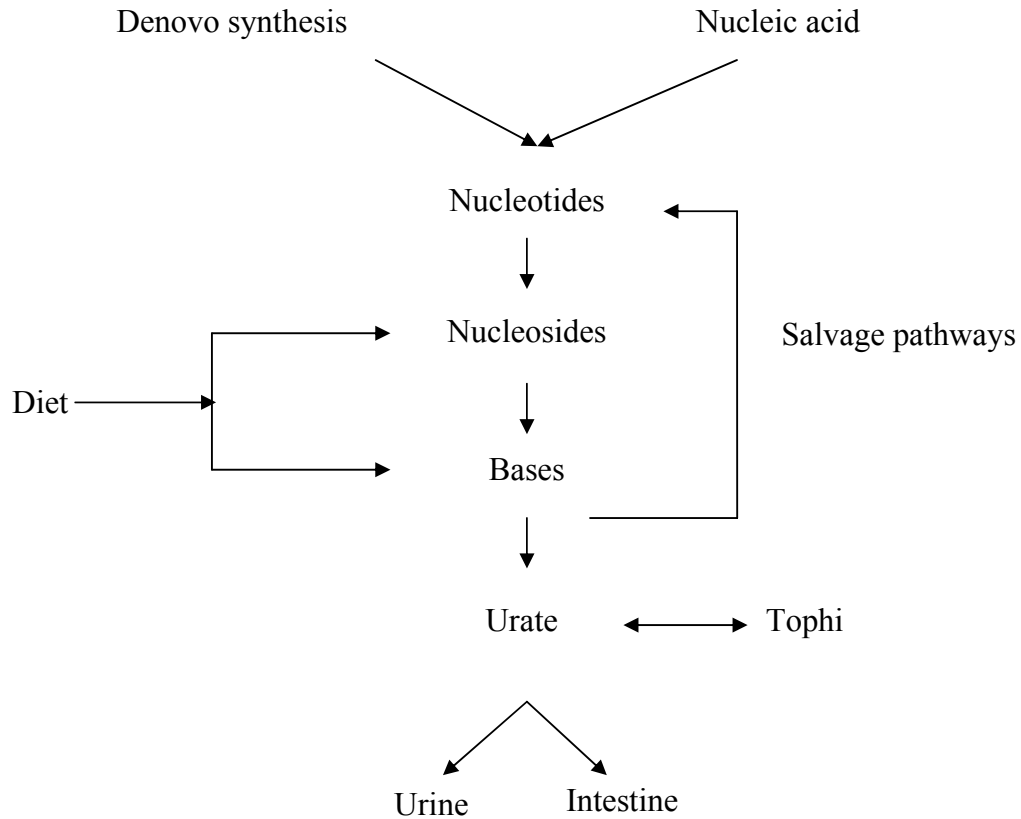 Denovo synthesis
Nucleic acid
Nucleotides
Nucleosides
Salvage pathways
Diet
Bases
Urate
Tophi
Urine
Intestine